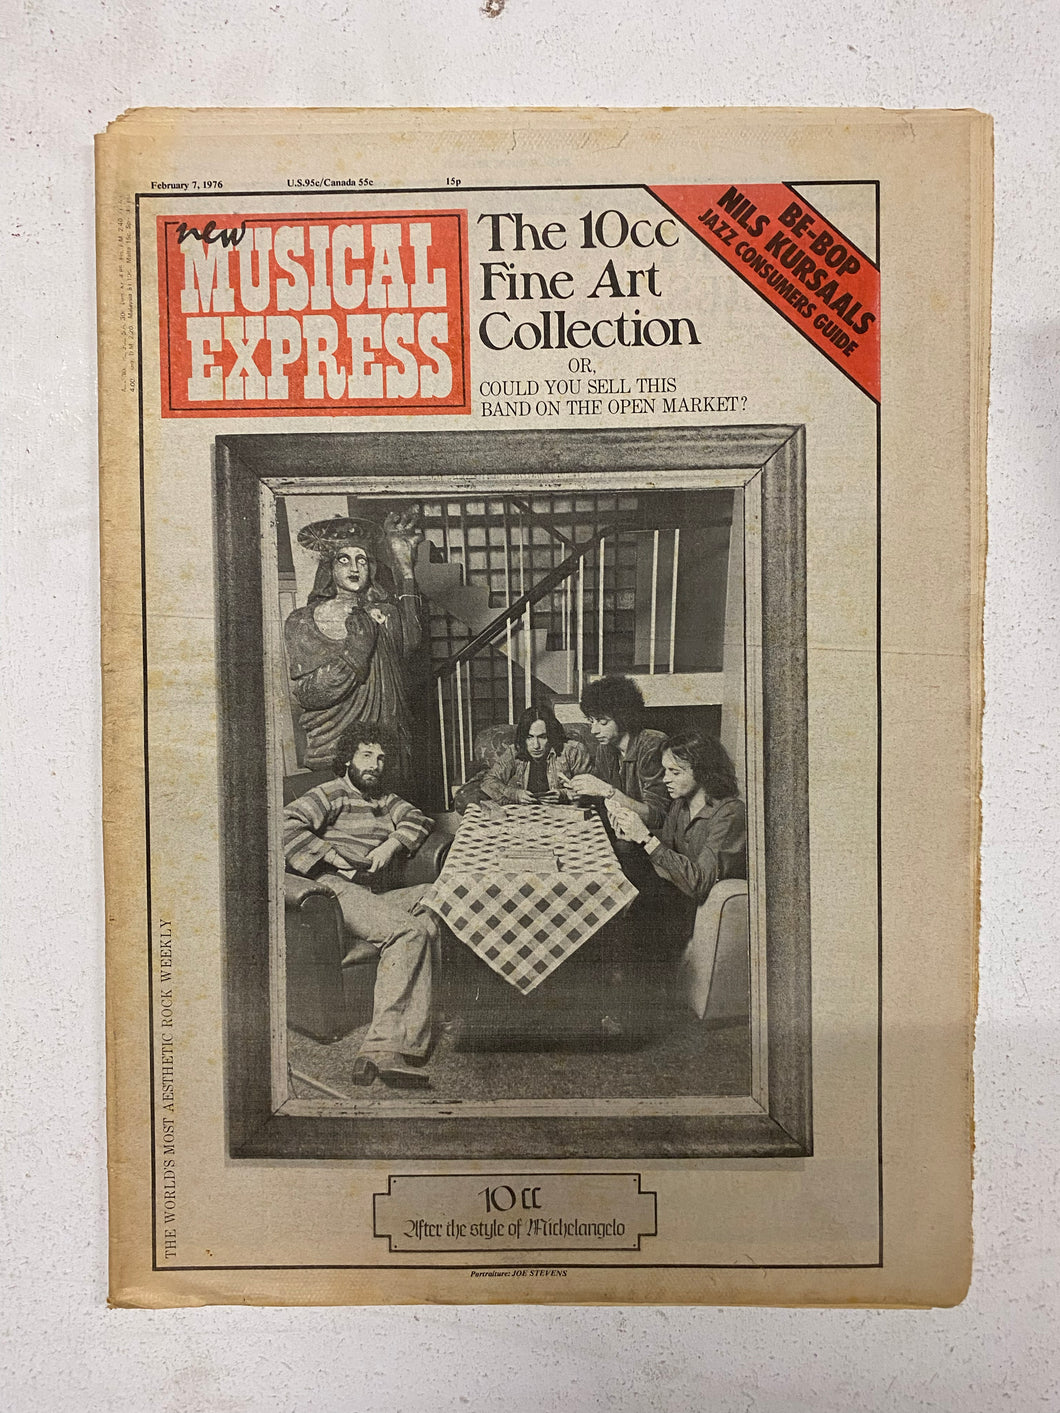 February 7, 1976 U.S.95c/Canada 55c 15p
new
MUSICAL
EXPRESS
The 10cc
Fine Art
Collection
OR,
COULD YOU SELL THIS
BAND ON THE OPEN MARKET?
BE-BOP
NILS KURSAALS
JAZZ CONSUMERS GUIDE
THE WORLD'S MOST AESTHETIC ROCK WEEKLY
10cc
After the style of Michelangelo
Portraiture: JOE STEVENS